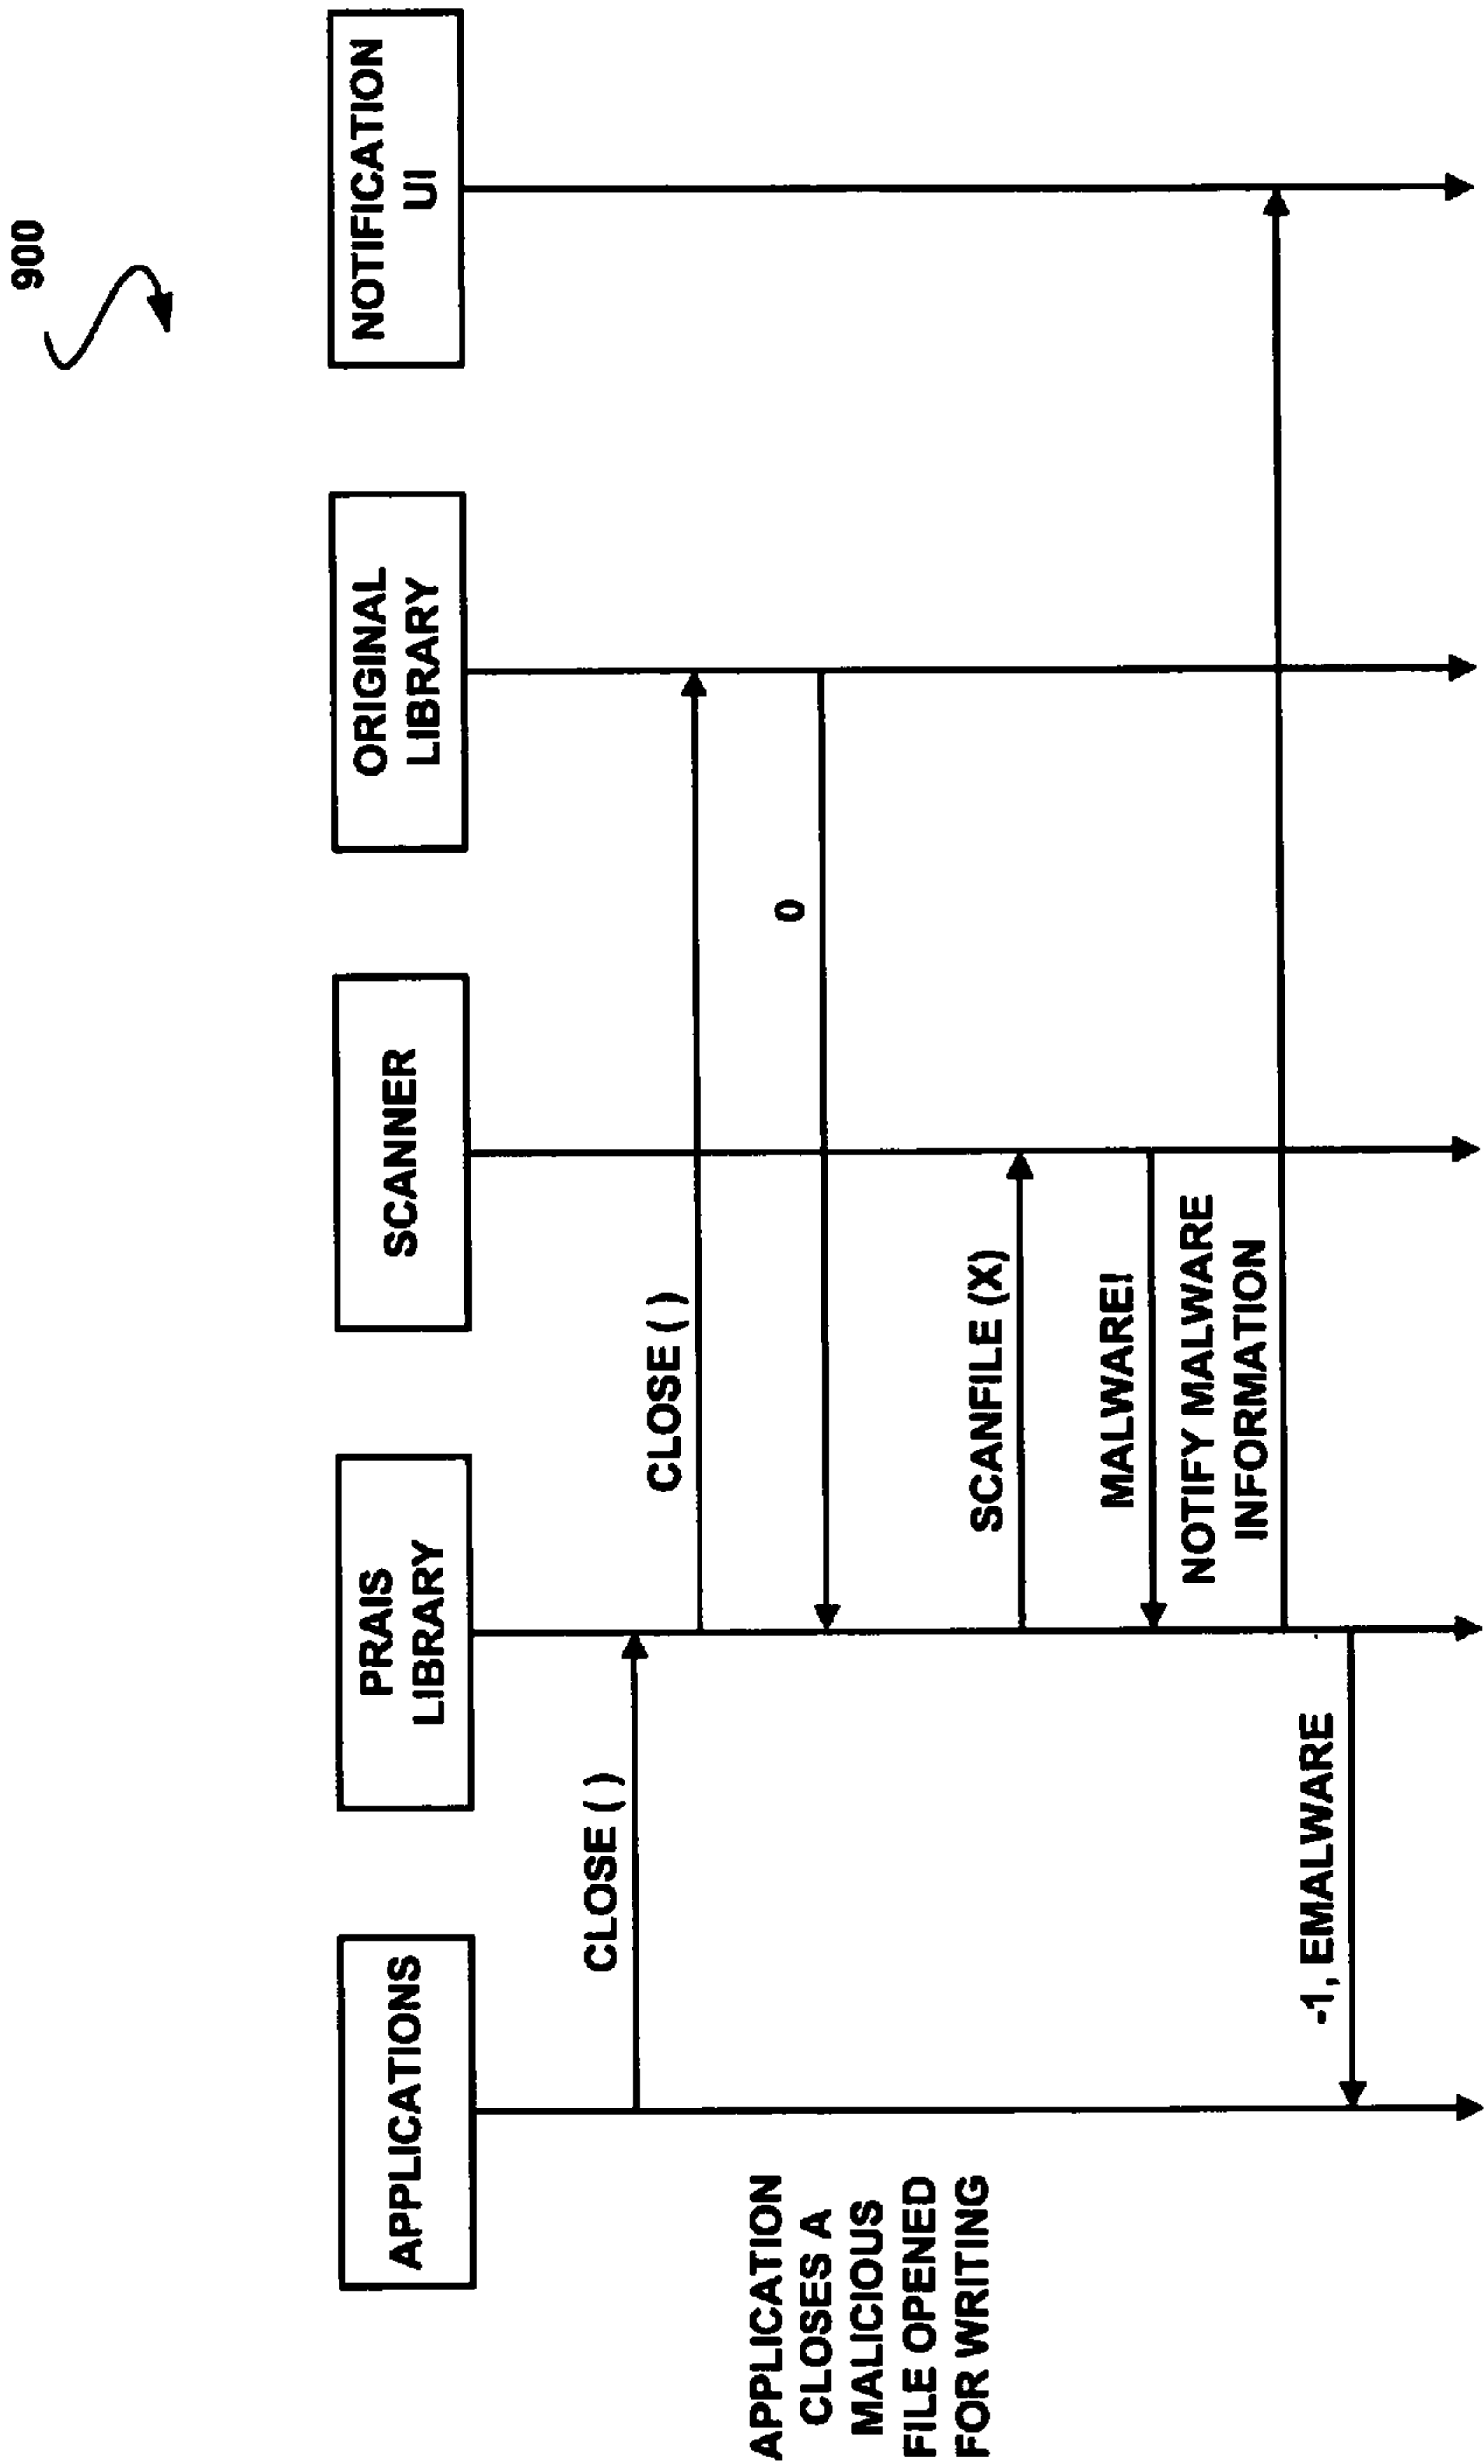 900
APPLICATIONS
PRAIS
LIBRARY
SCANNER
ORIGINAL
LIBRARY
NOTIFICATION
UI
CLOSE ( )
CLOSE ( )
APPLICATION
CLOSES A
MALICIOUS
FILE OPENED
FOR WRITING
0
SCANFILE (X)
MALWARE!
NOTIFY MALWARE
INFORMATION
-1, EMALWARE